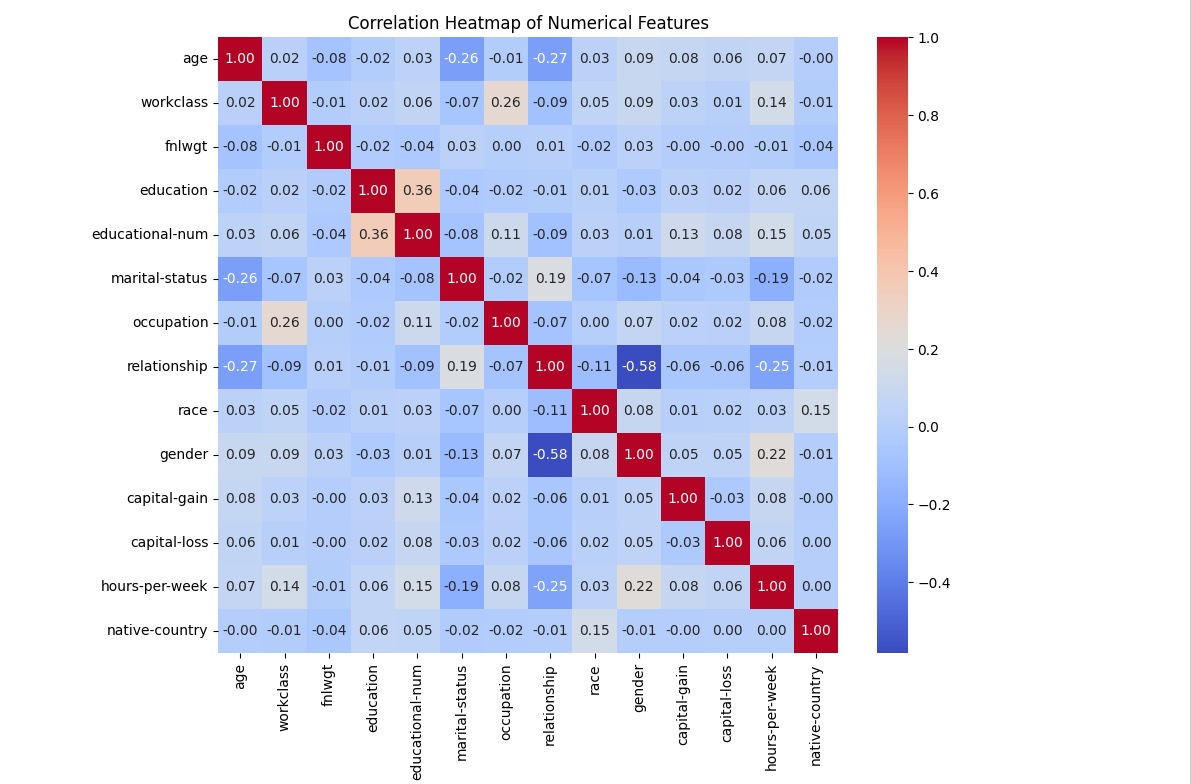 Correlation Heatmap of Numerical Features
age 1.00 0.02 -0.08 -0.02 0.03 -0.26 -0.01 -0.27 0.03 0.09 0.08 0.06 0.07 -0.00
workclass 0.02 1.00 -0.01 0.02 0.06 -0.07 0.26 -0.09 0.05 0.09 0.03 0.01 0.14 -0.01
fnlwgt -0.08 -0.01 1.00 -0.02 -0.04 0.03 0.00 0.01 -0.02 0.03 -0.00 -0.00 -0.01 -0.04
education -0.02 0.02 -0.02 1.00 0.36 -0.04 -0.02 -0.01 0.01 -0.03 0.03 0.02 0.06 0.06
educational-num 0.03 0.06 -0.04 0.36 1.00 -0.08 0.11 -0.09 0.03 0.01 0.13 0.08 0.15 0.05
marital-status -0.26 -0.07 0.03 -0.04 -0.08 1.00 -0.02 0.19 -0.07 -0.13 -0.04 -0.03 -0.19 -0.02
occupation -0.01 0.26 0.00 -0.02 0.11 -0.02 1.00 -0.07 0.00 0.07 0.02 0.02 0.08 -0.02
relationship -0.27 -0.09 0.01 -0.01 -0.09 0.19 -0.07 1.00 -0.11 -0.58 -0.06 -0.06 -0.25 -0.01
race 0.03 0.05 -0.02 0.01 0.03 -0.07 0.00 -0.11 1.00 0.08 0.01 0.02 0.03 0.15
gender 0.09 0.09 0.03 -0.03 0.01 -0.13 0.07 -0.58 0.08 1.00 0.05 0.05 0.22 -0.01
capital-gain 0.08 0.03 -0.00 0.03 0.13 -0.04 0.02 -0.06 0.01 0.05 1.00 -0.03 0.08 -0.00
capital-loss 0.06 0.01 -0.00 0.02 0.08 -0.03 0.02 -0.06 0.02 0.05 -0.03 1.00 0.06 0.00
hours-per-week 0.07 0.14 -0.01 0.06 0.15 -0.19 0.08 -0.25 0.03 0.22 0.08 0.06 1.00 0.00
native-country -0.00 -0.01 -0.04 0.06 0.05 -0.02 -0.02 -0.01 0.15 -0.01 -0.00 0.00 0.00 1.00
age
workclass
fnlwgt
education
educational-num
marital-status
occupation
relationship
race
gender
capital-gain
capital-loss
hours-per-week
native-country
1.0
0.8
0.6
0.4
0.2
0.0
−0.2
−0.4